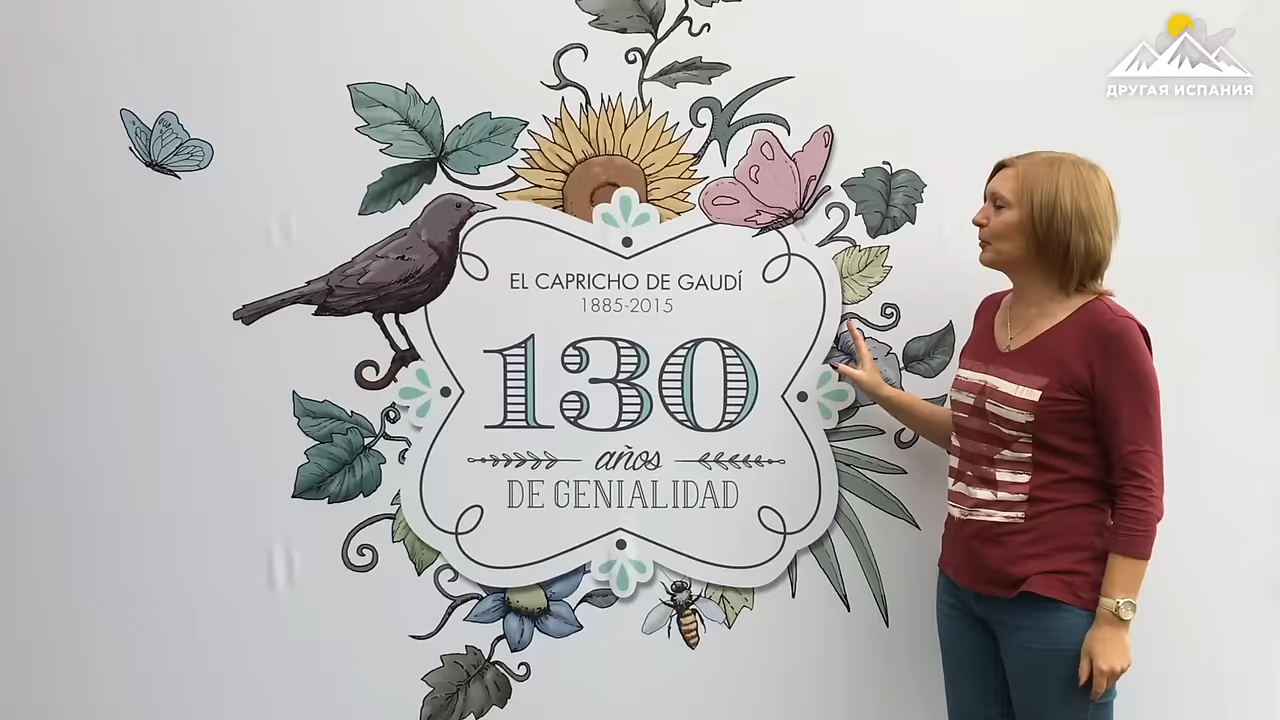 ДРУГАЯ ИСПАНИЯ
EL CAPRICHO DE GAUDÍ
1885-2015
130
años
DE GENIALIDAD